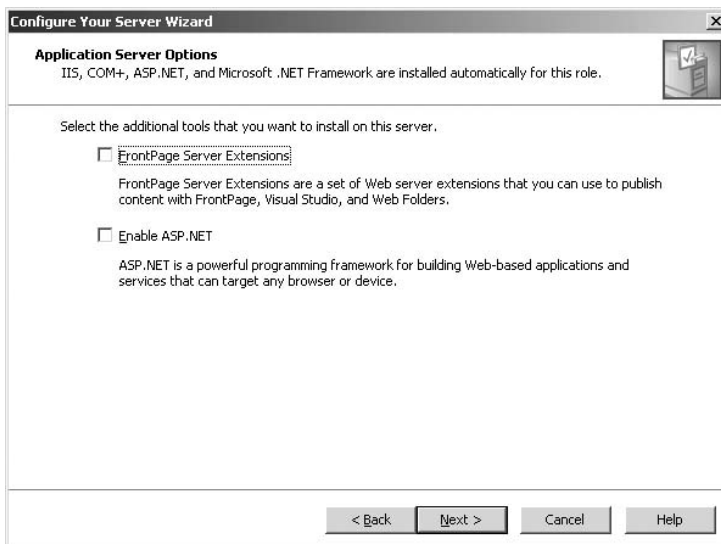 Configure Your Server Wizard
Application Server Options
IIS, COM+, ASP.NET, and Microsoft .NET Framework are installed automatically for this role.
Select the additional tools that you want to install on this server.
FrontPage Server Extensions
FrontPage Server Extensions are a set of Web server extensions that you can use to publish
content with FrontPage, Visual Studio, and Web Folders.
Enable ASP.NET
ASP.NET is a powerful programming framework for building Web-based applications and
services that can target any browser or device.
< Back Next > Cancel Help